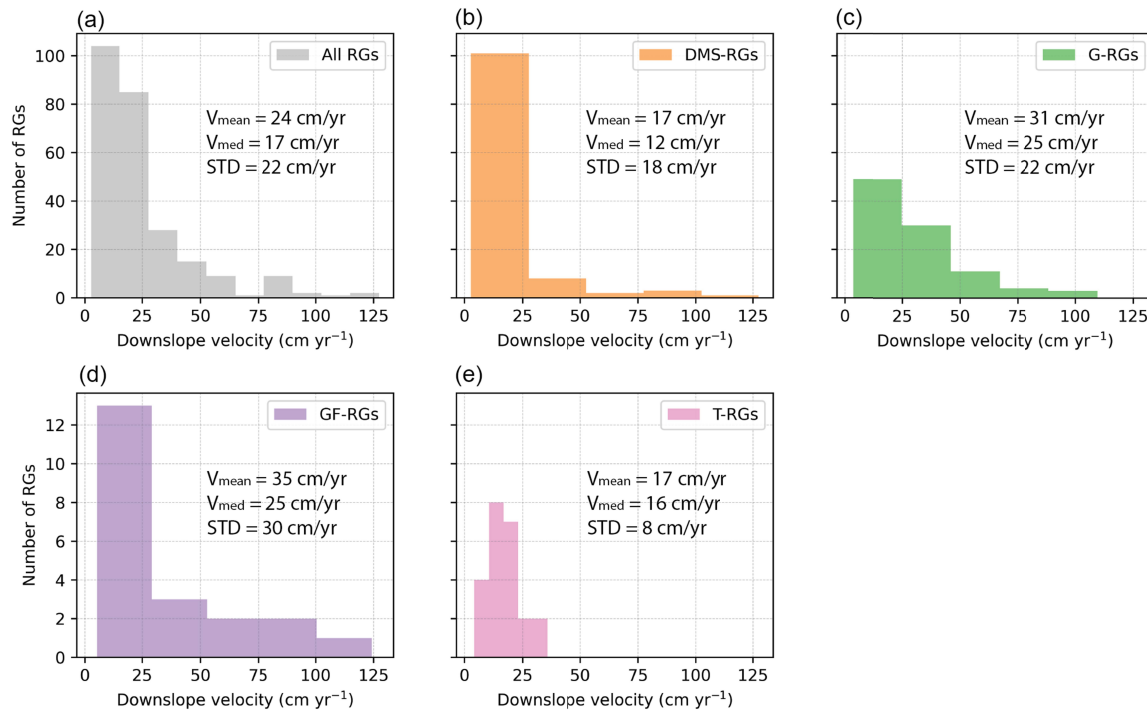 (a)
All RGs
Vmean = 24 cm/yr
Vmed = 17 cm/yr
STD = 22 cm/yr
Number of RGs
0
20
40
60
80
100
0 25 50 75 100 125
Downslope velocity (cm yr⁻¹)
(b)
DMS-RGs
Vmean = 17 cm/yr
Vmed = 12 cm/yr
STD = 18 cm/yr
0 25 50 75 100 125
Downslope velocity (cm yr⁻¹)
(c)
G-RGs
Vmean = 31 cm/yr
Vmed = 25 cm/yr
STD = 22 cm/yr
0 25 50 75 100 125
Downslope velocity (cm yr⁻¹)
(d)
GF-RGs
Vmean = 35 cm/yr
Vmed = 25 cm/yr
STD = 30 cm/yr
Number of RGs
0
2
4
6
8
10
12
0 25 50 75 100 125
Downslope velocity (cm yr⁻¹)
(e)
T-RGs
Vmean = 17 cm/yr
Vmed = 16 cm/yr
STD = 8 cm/yr
0 25 50 75 100 125
Downslope velocity (cm yr⁻¹)